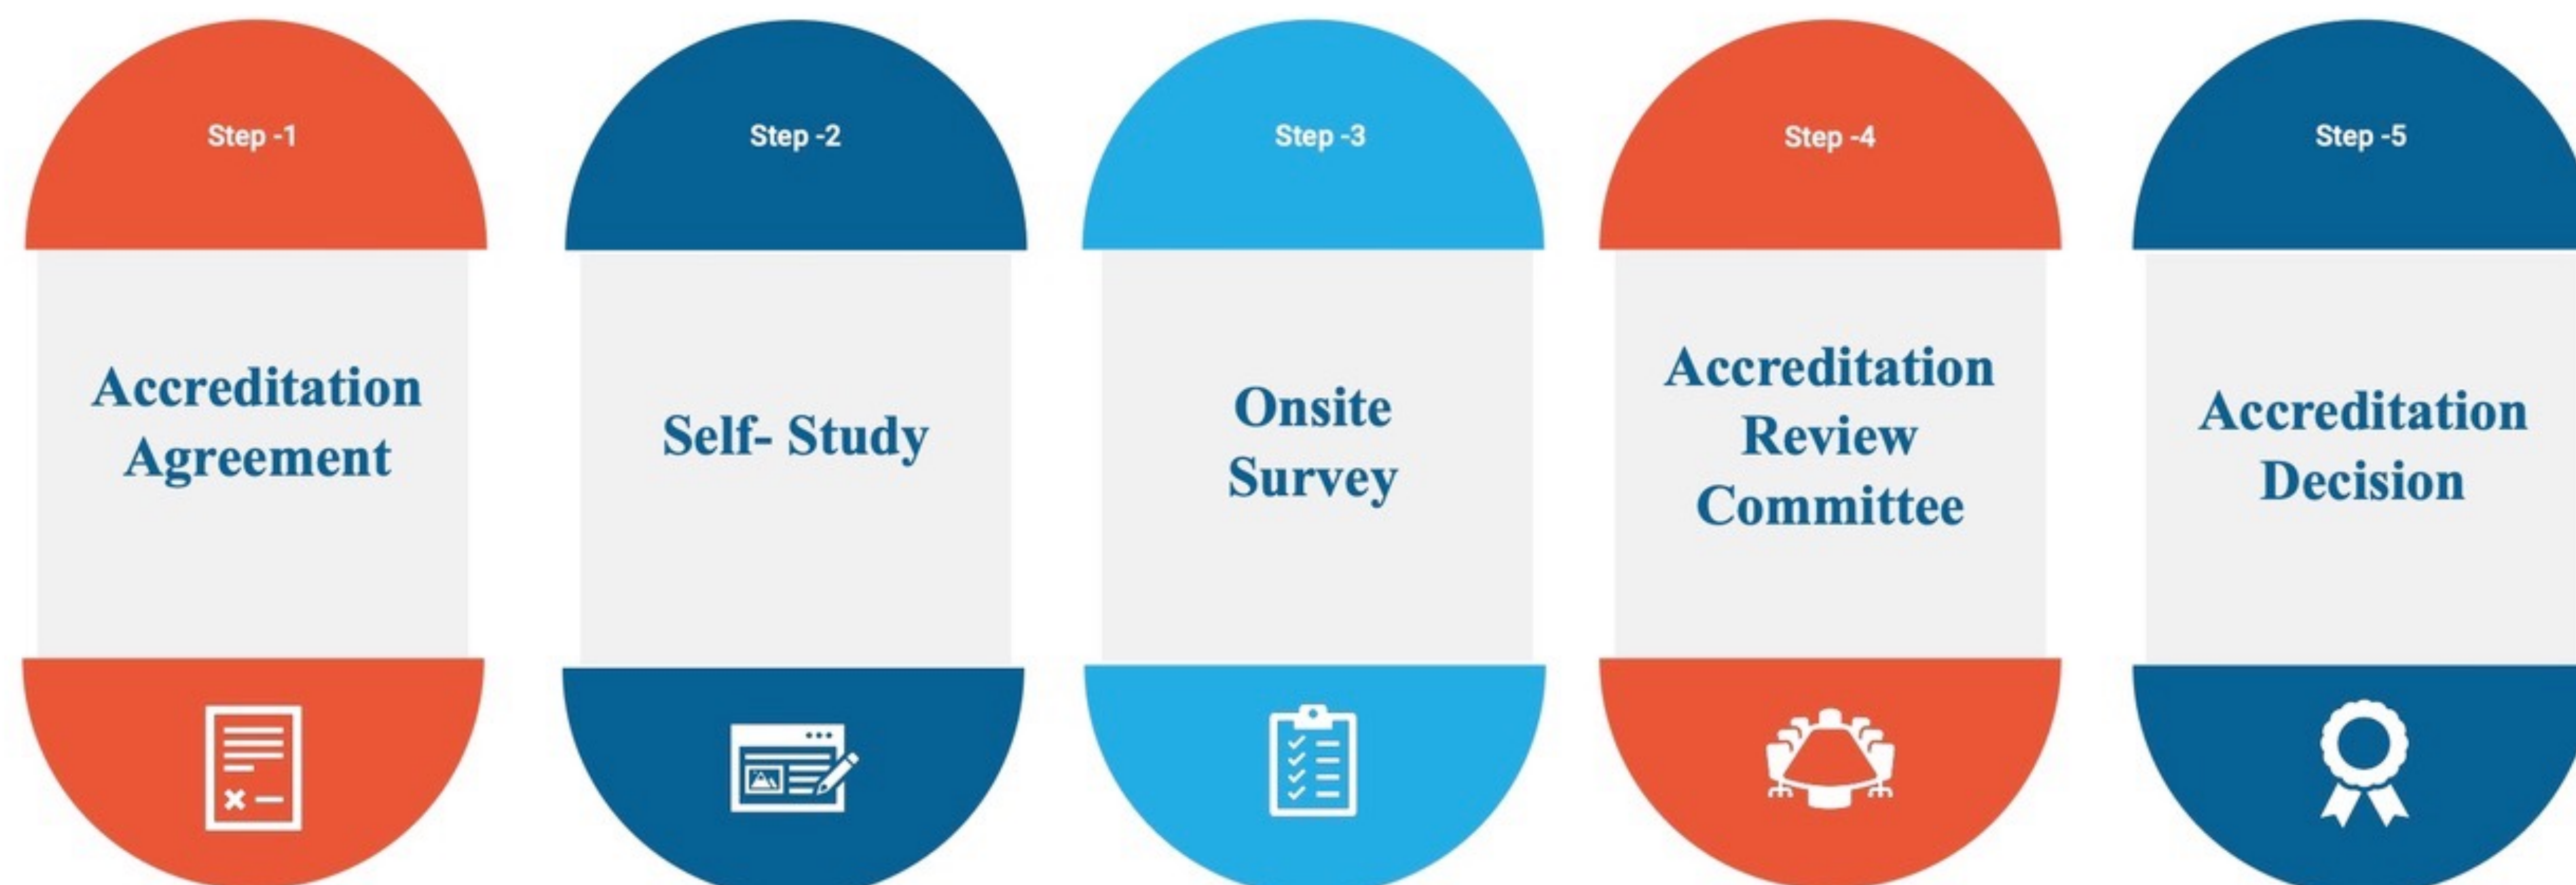 Step -1
Accreditation
Agreement
Step -2
Self- Study
Step -3
Onsite
Survey
Step -4
Accreditation
Review
Committee
Step -5
Accreditation
Decision